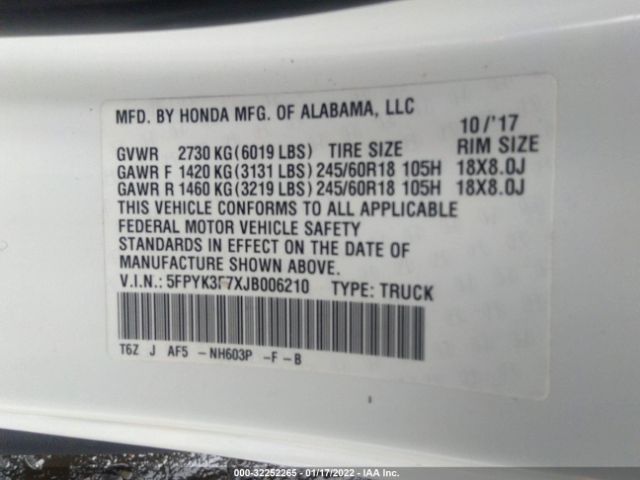 MFD. BY HONDA MFG. OF ALABAMA, LLC
10/'17
GVWR 2730 KG(6019 LBS) TIRE SIZE RIM SIZE
GAWR F 1420 KG(3131 LBS) 245/60R18 105H 18X8.0J
GAWR R 1460 KG(3219 LBS) 245/60R18 105H 18X8.0J
THIS VEHICLE CONFORMS TO ALL APPLICABLE
FEDERAL MOTOR VEHICLE SAFETY
STANDARDS IN EFFECT ON THE DATE OF
MANUFACTURE SHOWN ABOVE.
V.I.N.: 5FPYK3F7XJB006210 TYPE: TRUCK
T6Z J AF5 -NH603P -F-B
000-32252265 - 01/17/2022 - IAA Inc.